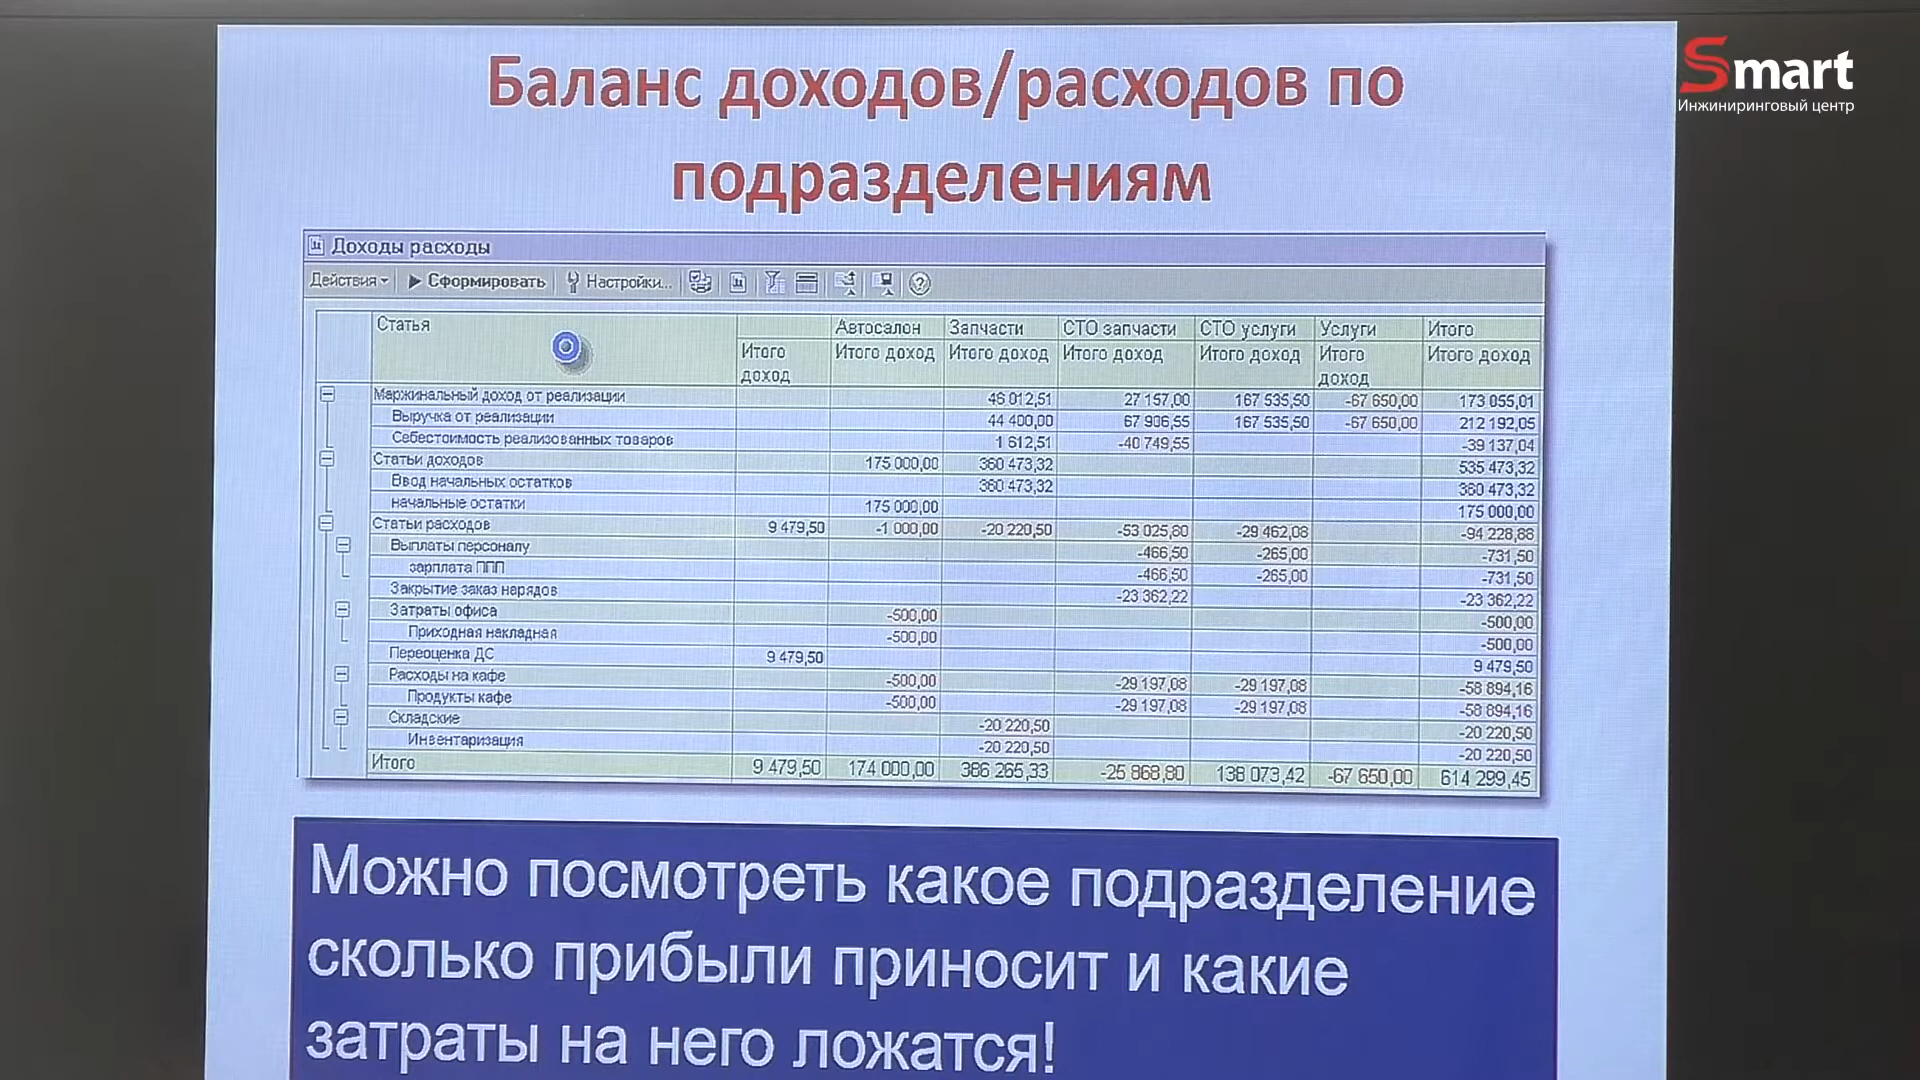 Smart
Инжиниринговый центр
Баланс доходов/расходов по
подразделениям
Доходы расходы
Действия Сформировать Настройки...
Статья Автосалон Запчасти СТО запчасти СТО услуги Услуги Итого
Итого доход Итого доход Итого доход Итого доход Итого доход Итого доход Итого доход
Маржинальный доход от реализации 46 012,51 27 157,00 167 535,50 -67 650,00 173 055,01
Выручка от реализации 44 400,00 67 906,55 167 535,50 -67 650,00 212 192,05
Себестоимость реализованных товаров 1 612,51 -40 749,55 -39 137,04
Статьи доходов 175 000,00 360 473,32 535 473,32
Ввод начальных остатков 360 473,32 360 473,32
начальные остатки 175 000,00 175 000,00
Статьи расходов 9 479,50 -1 000,00 -20 220,50 -53 025,80 -29 462,08 -94 228,88
Выплаты персоналу -466,50 -265,00 -731,50
зарплата ППП -466,50 -265,00 -731,50
Закрытие заказ нарядов -23 362,22 -23 362,22
Затраты офиса -500,00 -500,00
Приходная накладная -500,00 -500,00
Переоценка ДС 9 479,50 9 479,50
Расходы на кафе -500,00 -29 197,08 -29 197,08 -58 894,16
Продукты кафе -500,00 -29 197,08 -29 197,08 -58 894,16
Складские -20 220,50 -20 220,50
Инвентаризация -20 220,50 -20 220,50
Итого 9 479,50 174 000,00 386 265,33 -25 868,80 138 073,42 -67 650,00 614 299,45
Можно посмотреть какое подразделение
сколько прибыли приносит и какие
затраты на него ложатся!